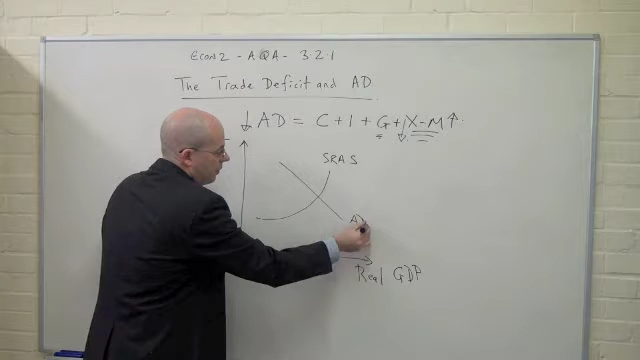 Econ2 - AQA - 3.2.1
The Trade Deficit and AD
↓ AD = C + I + G + ↓X - M↑
SRAS
AD
Real GDP